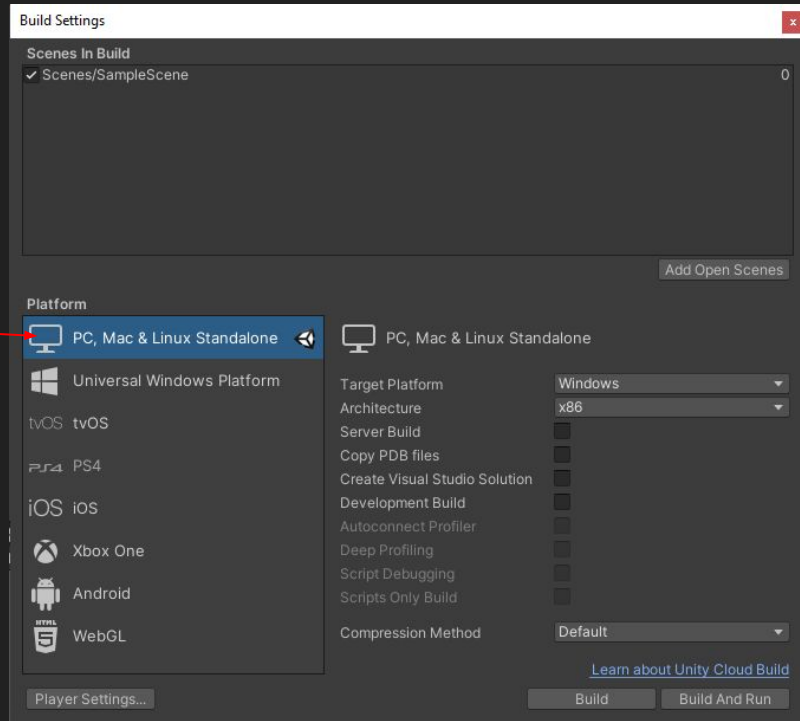 Build Settings
x
Scenes In Build
Scenes/SampleScene 0
Add Open Scenes
Platform
PC, Mac & Linux Standalone
Universal Windows Platform
tvOS tvOS
PS4 PS4
iOS iOS
Xbox One
Android
HTML 5 WebGL
PC, Mac & Linux Standalone
Target Platform Windows
Architecture x86
Server Build
Copy PDB files
Create Visual Studio Solution
Development Build
Autoconnect Profiler
Deep Profiling
Script Debugging
Scripts Only Build
Compression Method Default
Learn about Unity Cloud Build
Player Settings... Build Build And Run